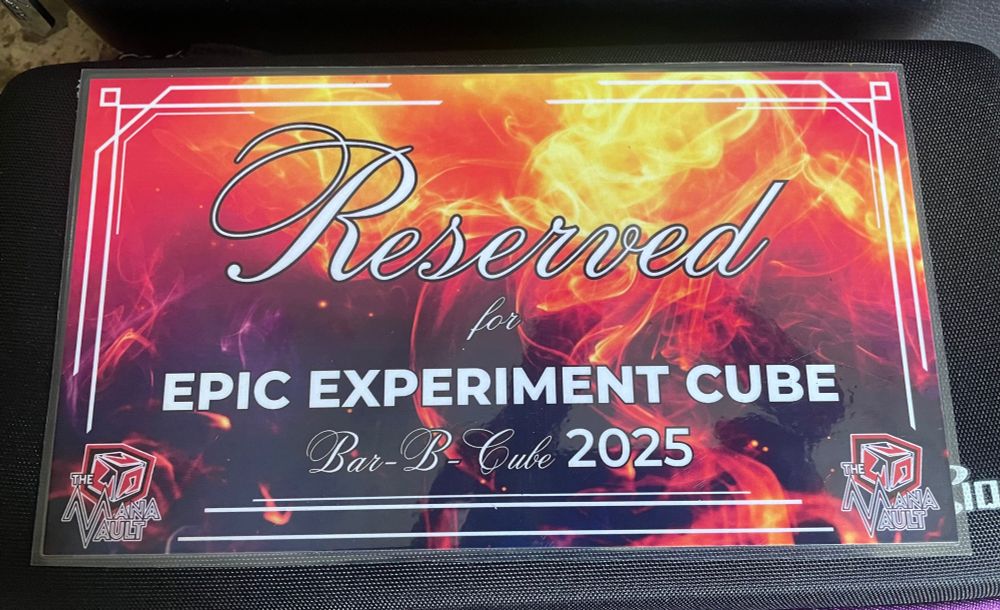 Reserved
for
EPIC EXPERIMENT CUBE
Bar-B-Cube 2025
THE
MANA
VAULT
THE
MANA
VAULT